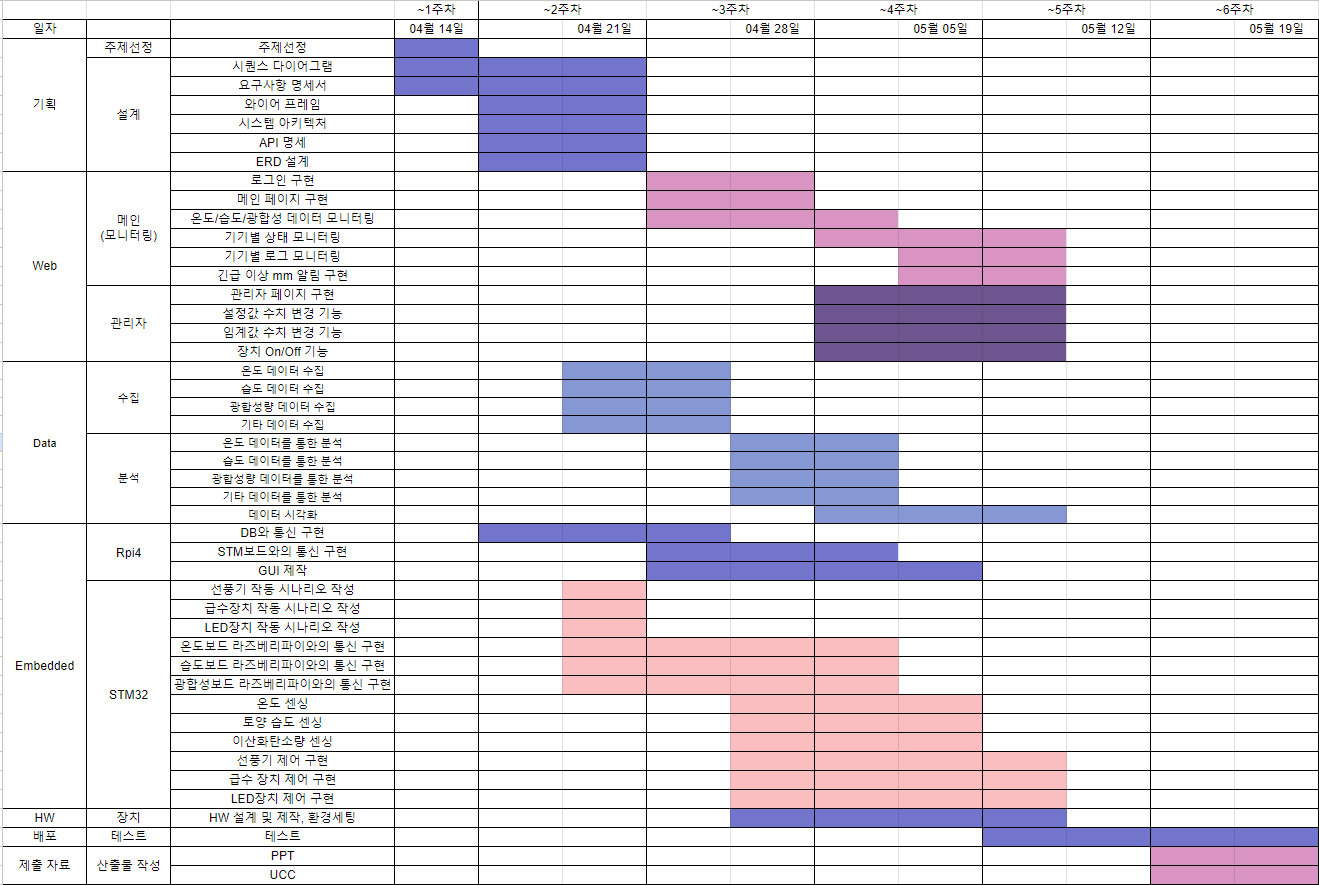 ~1주차 ~2주차 ~3주차 ~4주차 ~5주차 ~6주차
일자 04월 14일 04월 21일 04월 28일 05월 05일 05월 12일 05월 19일
기획
주제선정 주제선정
설계
시퀀스 다이어그램
요구사항 명세서
와이어 프레임
시스템 아키텍처
API 명세
ERD 설계
Web
메인
(모니터링)
로그인 구현
메인 페이지 구현
온도/습도/광합성 데이터 모니터링
기기별 상태 모니터링
기기별 로그 모니터링
긴급 이상 mm 알림 구현
관리자
관리자 페이지 구현
설정값 수치 변경 기능
임계값 수치 변경 기능
장치 On/Off 기능
Data
수집
온도 데이터 수집
습도 데이터 수집
광합성량 데이터 수집
기타 데이터 수집
분석
온도 데이터를 통한 분석
습도 데이터를 통한 분석
광합성량 데이터를 통한 분석
기타 데이터를 통한 분석
데이터 시각화
Embedded
Rpi4
DB와 통신 구현
STM보드와의 통신 구현
GUI 제작
STM32
선풍기 작동 시나리오 작성
급수장치 작동 시나리오 작성
LED장치 작동 시나리오 작성
온도보드 라즈베리파이와의 통신 구현
습도보드 라즈베리파이와의 통신 구현
광합성보드 라즈베리파이와의 통신 구현
온도 센싱
토양 습도 센싱
이산화탄소량 센싱
선풍기 제어 구현
급수 장치 제어 구현
LED장치 제어 구현
HW 장치 HW 설계 및 제작, 환경세팅
배포 테스트 테스트
제출 자료 산출물 작성
PPT
UCC